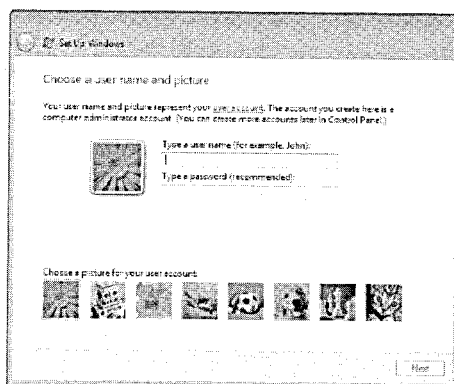 Set Up Windows
Choose a user name and picture
Your user name and picture represent your user account. The account you create here is a
computer administrator account. (You can create more accounts later in Control Panel.)
Type a user name (for example, John):
Type a password (recommended):
Choose a picture for your user account:
Next